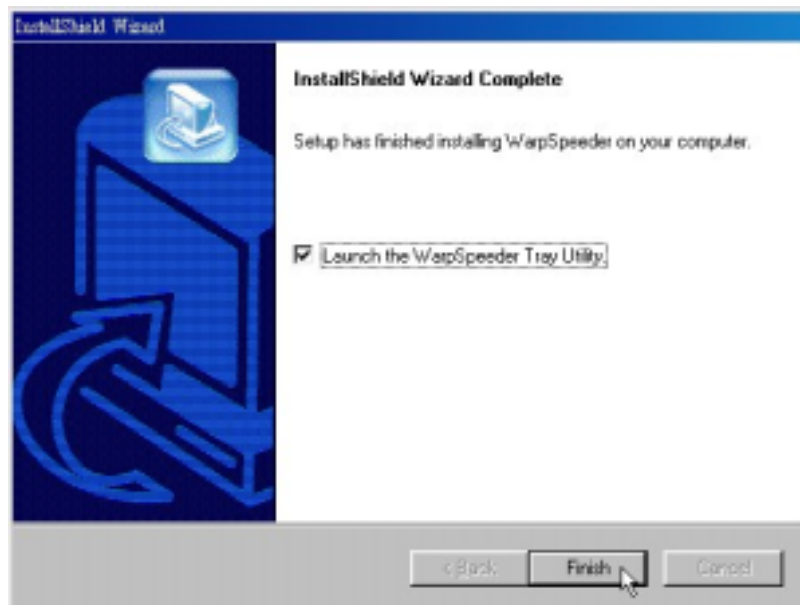 InstallShield Wizard
InstallShield Wizard Complete
Setup has finished installing WarpSpeeder on your computer.
Launch the WarpSpeeder Tray Utility.
< Back
Finish
Cancel